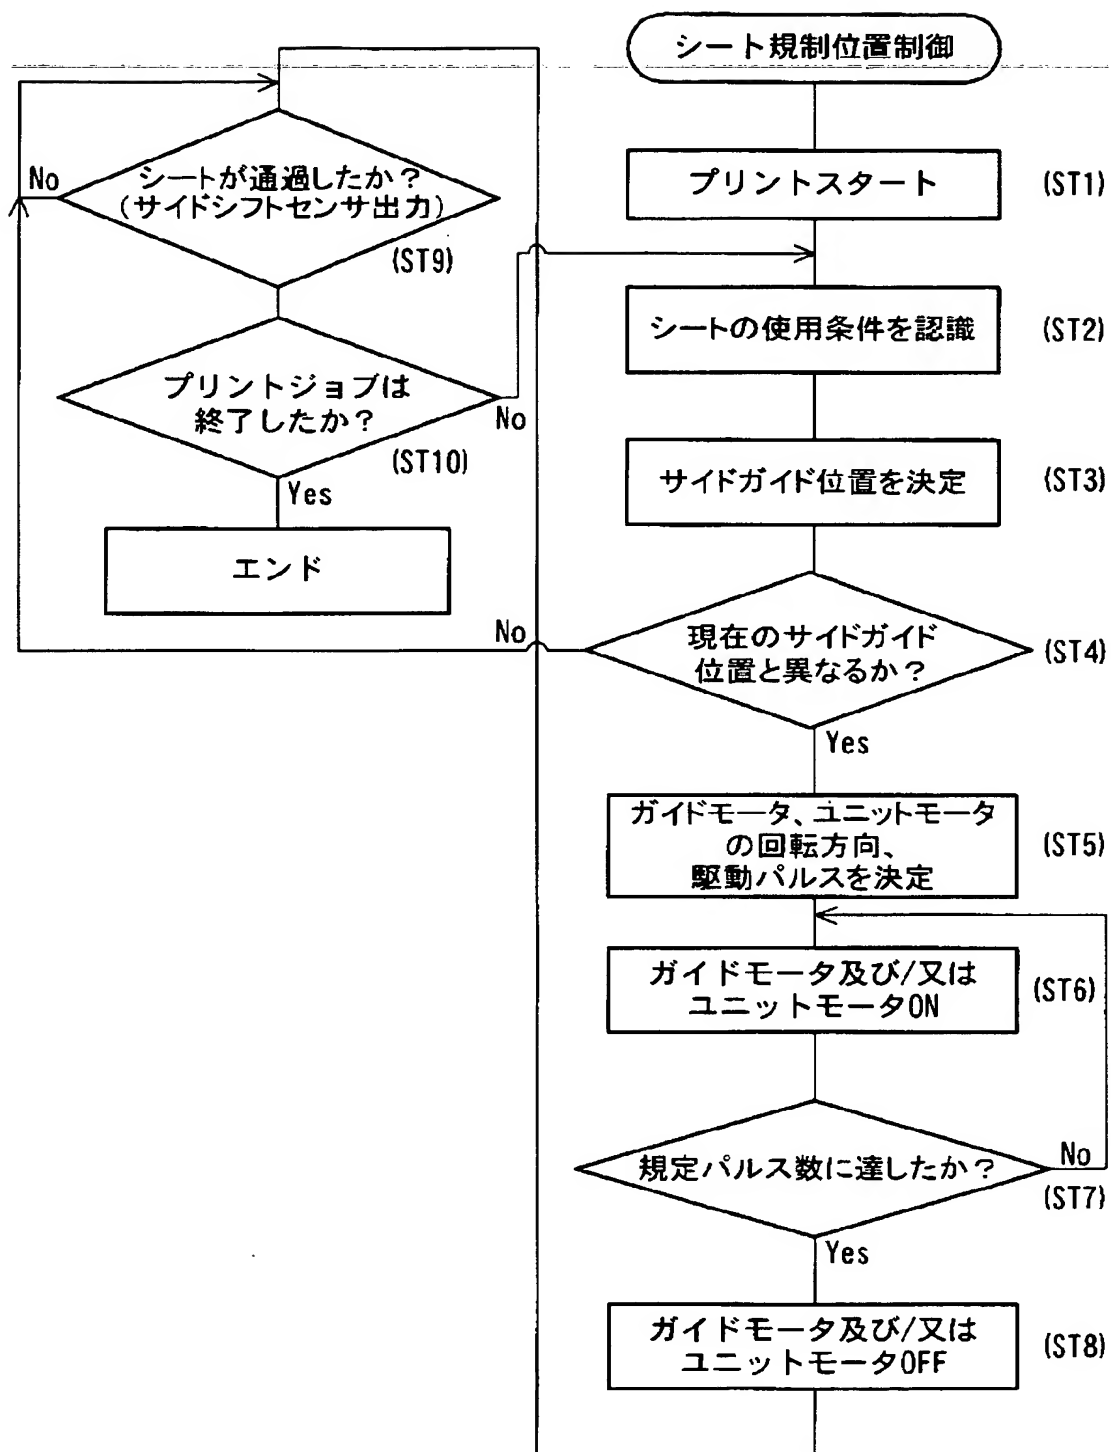 シート規制位置制御
プリントスタート
(ST1)
シートの使用条件を認識
(ST2)
サイドガイド位置を決定
(ST3)
現在のサイドガイド
位置と異なるか？
(ST4)
No
Yes
ガイドモータ、ユニットモータ
の回転方向、
駆動パルスを決定
(ST5)
ガイドモータ及び/又は
ユニットモータON
(ST6)
規定パルス数に達したか？
No
(ST7)
Yes
ガイドモータ及び/又は
ユニットモータOFF
(ST8)
No
シートが通過したか？
(サイドシフトセンサ出力)
(ST9)
プリントジョブは
終了したか？
No
(ST10)
Yes
エンド